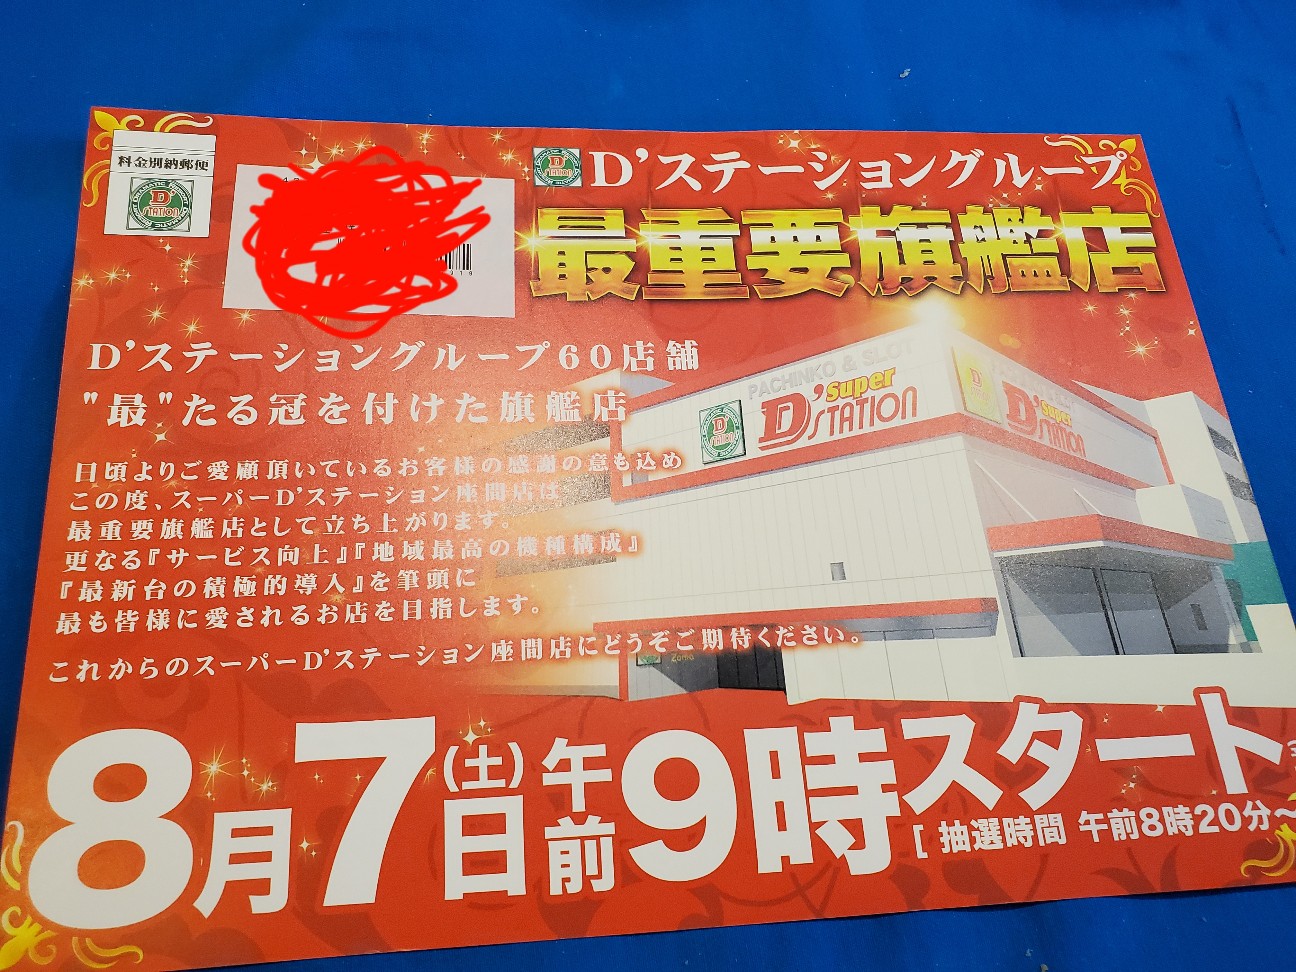 料金別納郵便
D' STATION
D'ステーショングループ
最重要旗艦店
D'ステーショングループ60店舗
"最"たる冠を付けた旗艦店
日頃よりご愛顧頂いているお客様の感謝の意も込め
この度、スーパーD'ステーション座間店は
最重要旗艦店として立ち上がります。
更なる『サービス向上』『地域最高の機種構成』
『最新台の積極的導入』を筆頭に
最も皆様に愛されるお店を目指します。
これからのスーパーD'ステーション座間店にどうぞご期待ください。
PACHINKO & SLOT
Super
D'STATION
Super
D'STATION
Zama
8月7日(土)午前9時スタート
[ 抽選時間 午前8時20分～